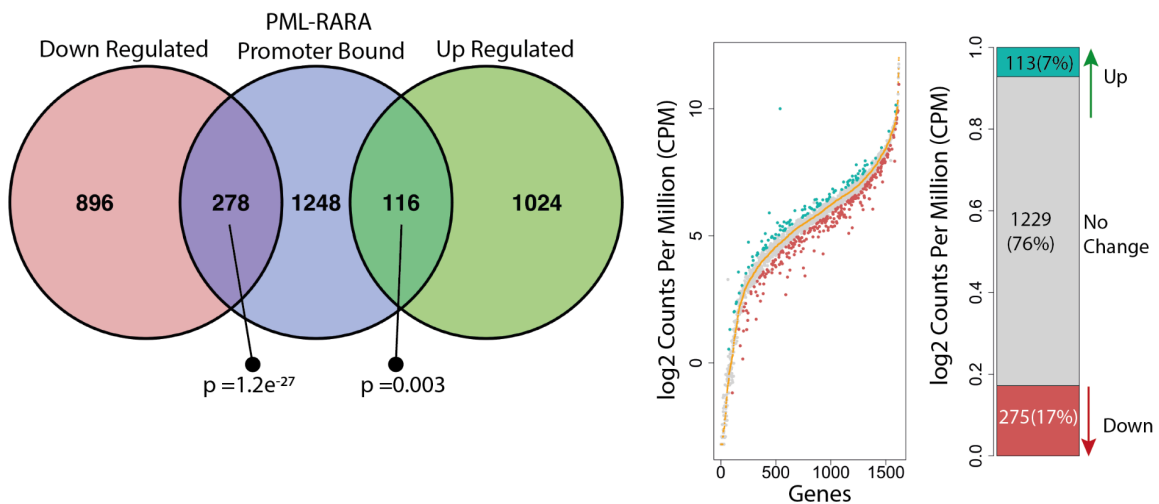 PML-RARA
Down Regulated Promoter Bound Up Regulated
896 278 1248 116 1024
p =1.2e-27 p =0.003
log2 Counts Per Million (CPM)
10
5
0
0 500 1000 1500
Genes
log2 Counts Per Million (CPM)
1.0
0.8
0.6
0.4
0.2
0.0
113(7%)
Up
1229
(76%)
No
Change
275(17%)
Down